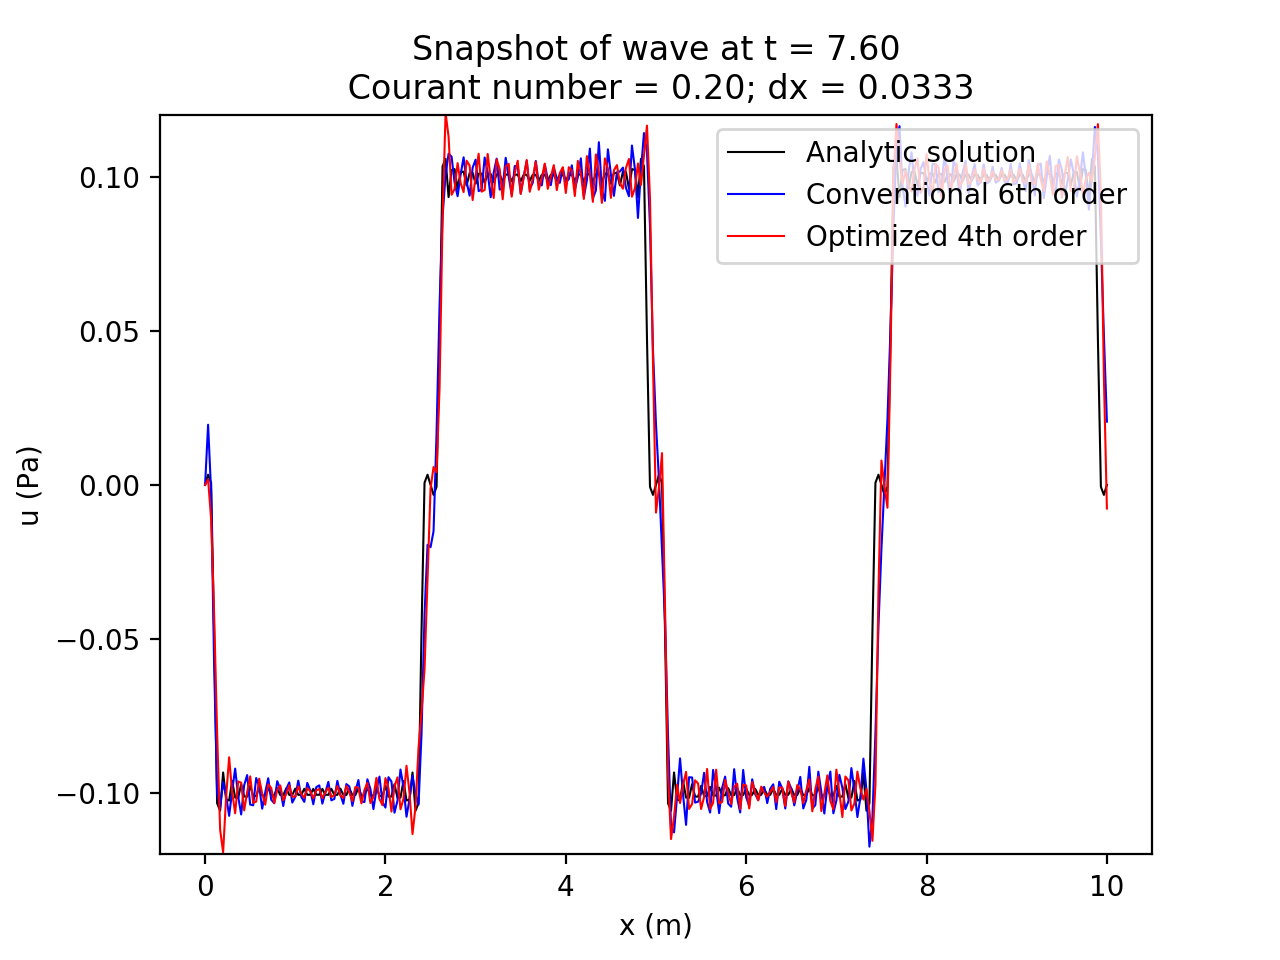 Snapshot of wave at t = 7.60
Courant number = 0.20; dx = 0.0333
Analytic solution
Conventional 6th order
Optimized 4th order
0.10
0.05
0.00
−0.05
−0.10
u (Pa)
0 2 4 6 8 10
x (m)